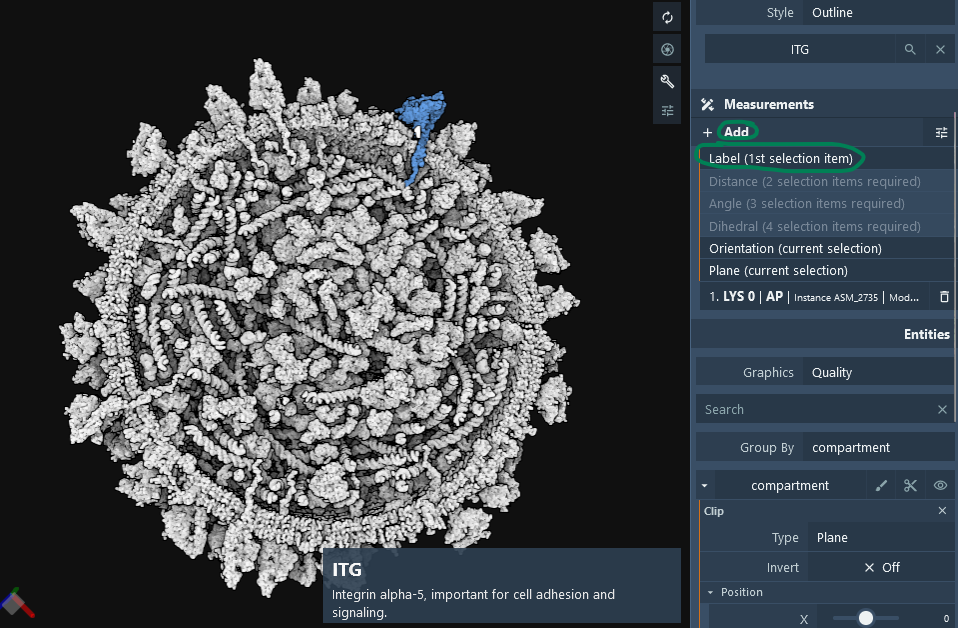 Style Outline
ITG
Measurements
Add
Label (1st selection item)
Distance (2 selection items required)
Angle (3 selection items required)
Dihedral (4 selection items required)
Orientation (current selection)
Plane (current selection)
1. LYS 0 | AP | Instance ASM_2735 | Mod...
Entities
Graphics Quality
Search
Group By compartment
compartment
Clip
Type Plane
Invert Off
Position
X 0
ITG
Integrin alpha-5, important for cell adhesion and
signaling.